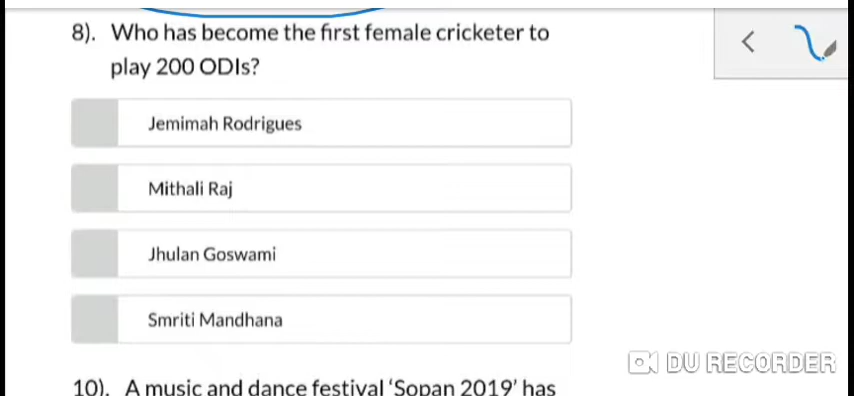 8). Who has become the first female cricketer to
play 200 ODIs?
Jemimah Rodrigues
Mithali Raj
Jhulan Goswami
Smriti Mandhana
DU RECORDER
10). A music and dance festival ‘Sopan 2019’ has